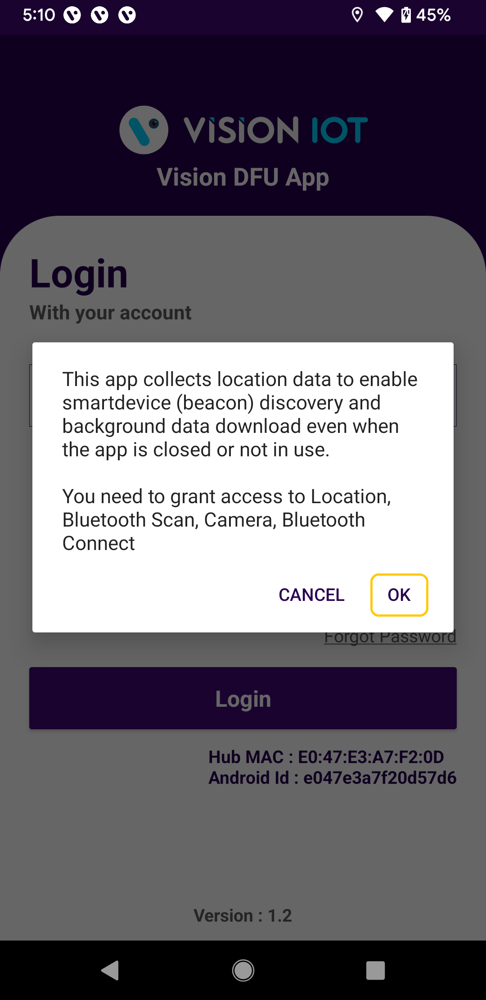 5:10 45%
VISION IOT
Vision DFU App
Login
With your account
This app collects location data to enable
smartdevice (beacon) discovery and
background data download even when
the app is closed or not in use.
You need to grant access to Location,
Bluetooth Scan, Camera, Bluetooth
Connect
CANCEL OK
Forgot Password
Login
Hub MAC : E0:47:E3:A7:F2:0D
Android Id : e047e3a7f20d57d6
Version : 1.2